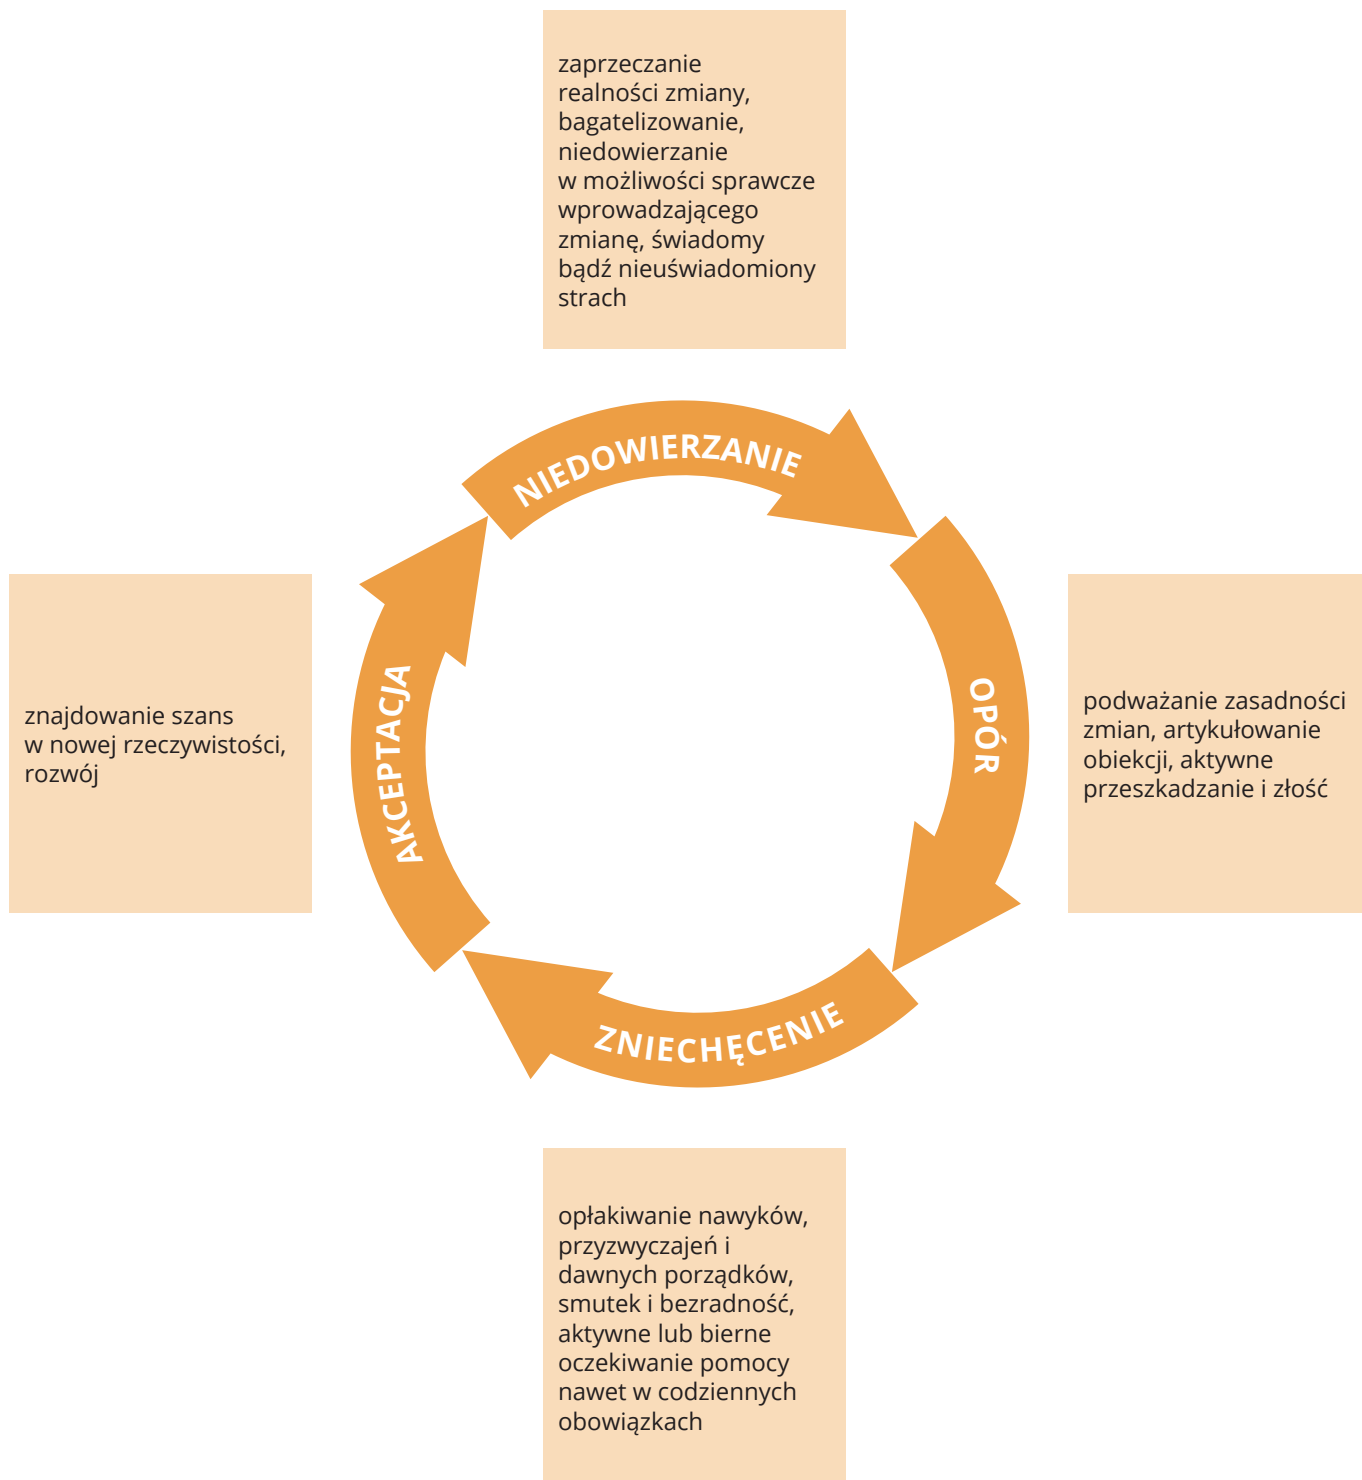 zaprzeczanie
realności zmiany,
bagatelizowanie,
niedowierzanie
w możliwości sprawcze
wprowadzającego
zmianę, świadomy
bądź nieuświadomiony
strach
NIEDOWIERZANIE
OPÓR
podważanie zasadności
zmian, artykułowanie
obiekcji, aktywne
przeszkadzanie i złość
ZNIECHĘCENIE
opłakiwanie nawyków,
przyzwyczajeń i
dawnych porządków,
smutek i bezradność,
aktywne lub bierne
oczekiwanie pomocy
nawet w codziennych
obowiązkach
AKCEPTACJA
znajdowanie szans
w nowej rzeczywistości,
rozwój